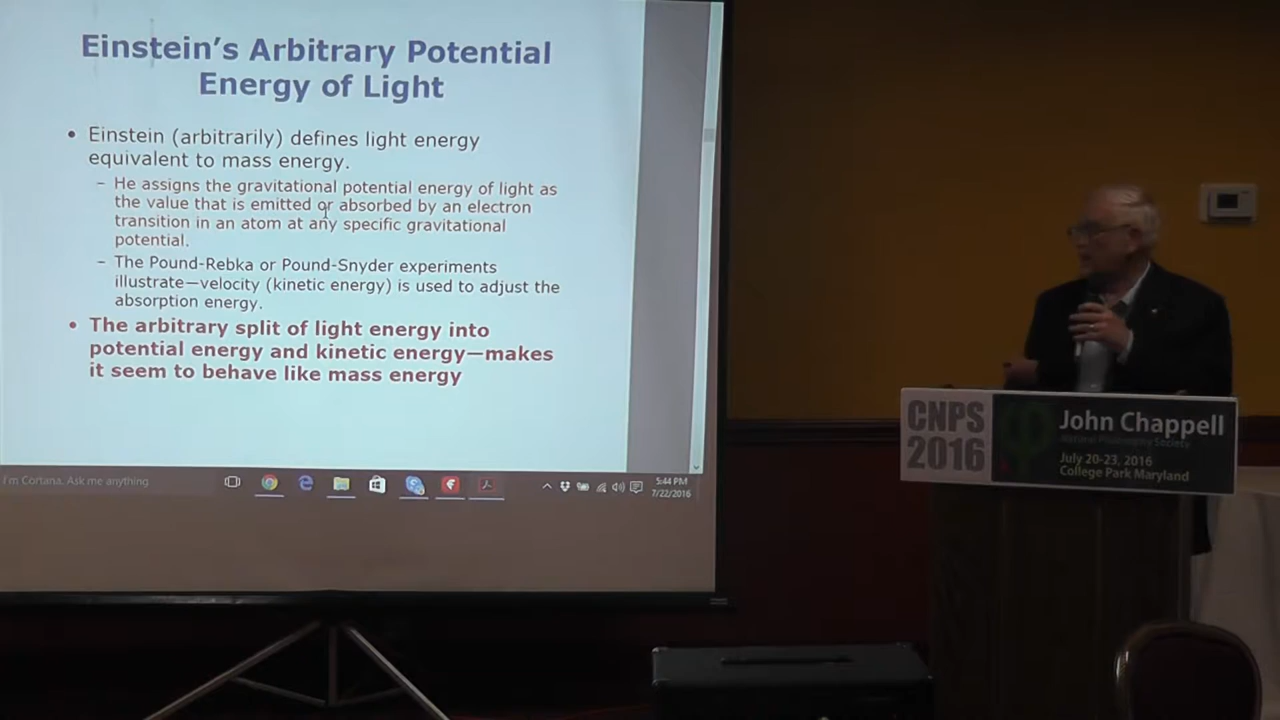 Einstein's Arbitrary Potential
Energy of Light
• Einstein (arbitrarily) defines light energy
equivalent to mass energy.
– He assigns the gravitational potential energy of light as
the value that is emitted or absorbed by an electron
transition in an atom at any specific gravitational
potential.
– The Pound-Rebka or Pound-Snyder experiments
illustrate—velocity (kinetic energy) is used to adjust the
absorption energy.
• The arbitrary split of light energy into
potential energy and kinetic energy—makes
it seem to behave like mass energy
I'm Cortana. Ask me anything
5:44 PM
7/22/2016
CNPS
2016
John Chappell
Natural Philosophy Society
July 20-23, 2016
College Park Maryland